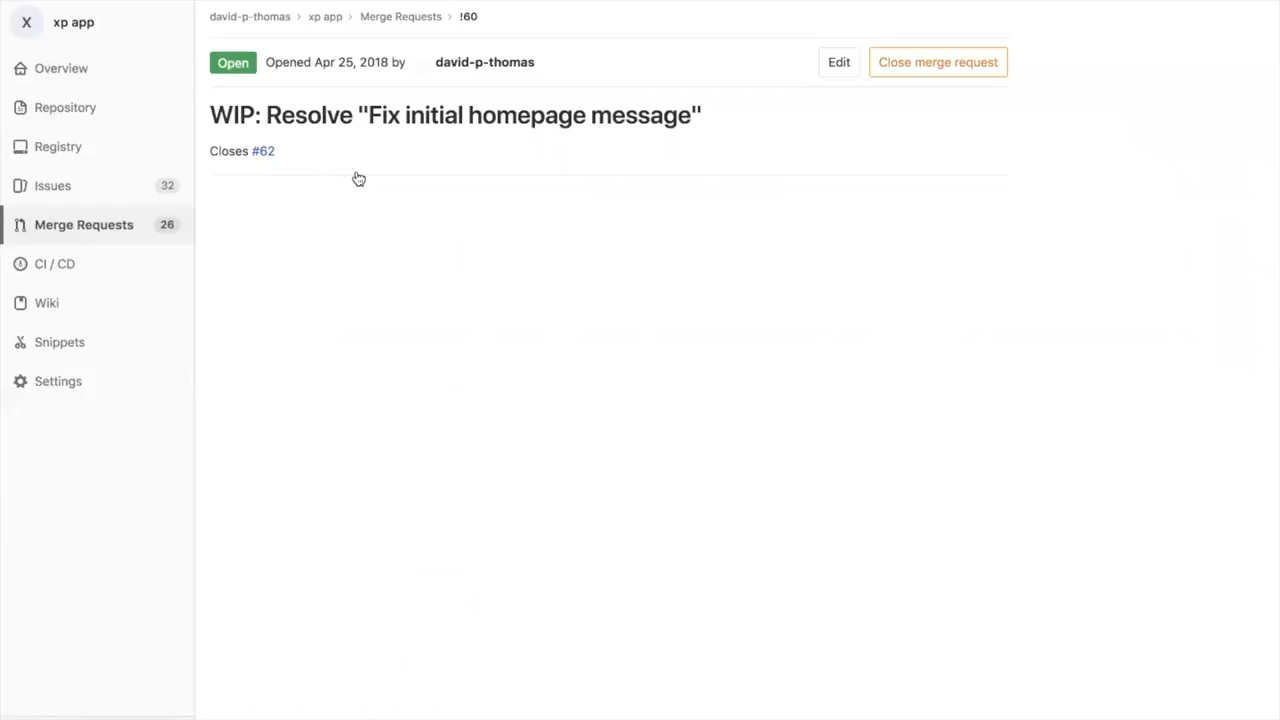 X xp app
Overview
Repository
Registry
Issues 32
Merge Requests 26
CI / CD
Wiki
Snippets
Settings
david-p-thomas › xp app › Merge Requests › !60
Open Opened Apr 25, 2018 by david-p-thomas Edit Close merge request
WIP: Resolve "Fix initial homepage message"
Closes #62